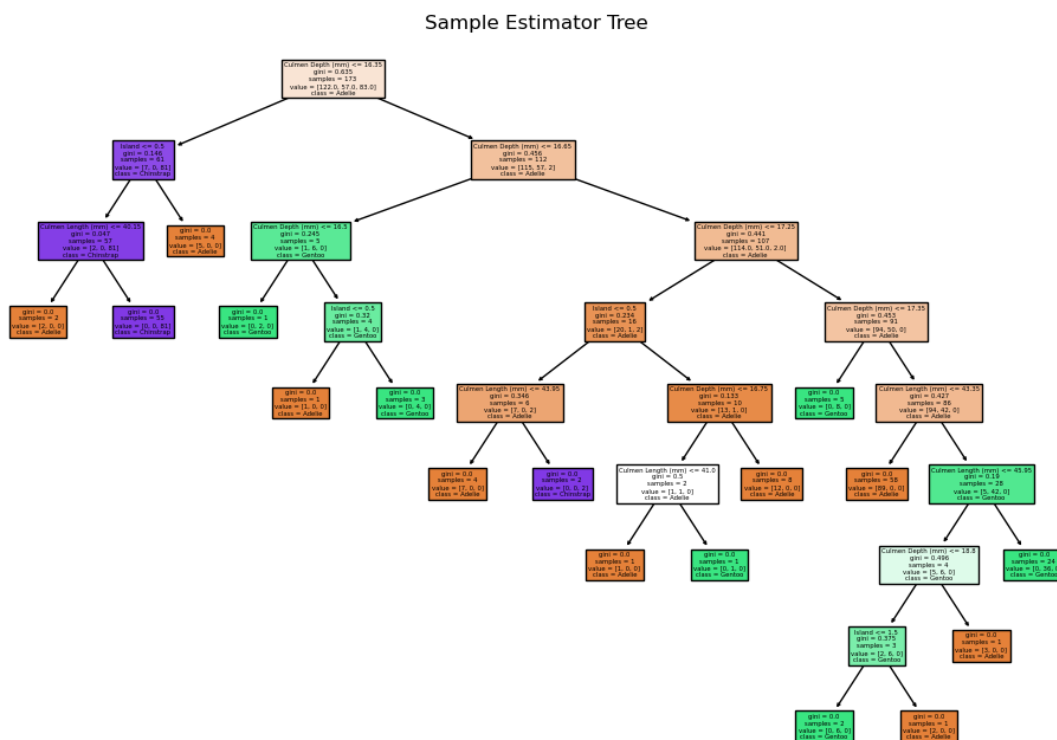 Sample Estimator Tree
Culmen Depth (mm) <= 16.35
gini = 0.635
samples = 173
value = [122.0, 57.0, 83.0]
class = Adelie
Island <= 0.5
gini = 0.146
samples = 61
value = [7, 0, 81]
class = Chinstrap
Culmen Depth (mm) <= 16.65
gini = 0.456
samples = 112
value = [115, 57, 2]
class = Adelie
Culmen Length (mm) <= 40.15
gini = 0.047
samples = 57
value = [2, 0, 81]
class = Chinstrap
gini = 0.0
samples = 4
value = [5, 0, 0]
class = Adelie
Culmen Depth (mm) <= 16.5
gini = 0.245
samples = 5
value = [1, 6, 0]
class = Gentoo
Culmen Depth (mm) <= 17.25
gini = 0.441
samples = 107
value = [114.0, 51.0, 2.0]
class = Adelie
gini = 0.0
samples = 2
value = [2, 0, 0]
class = Adelie
gini = 0.0
samples = 55
value = [0, 0, 81]
class = Chinstrap
gini = 0.0
samples = 1
value = [0, 2, 0]
class = Gentoo
Island <= 0.5
gini = 0.32
samples = 4
value = [1, 4, 0]
class = Gentoo
Island <= 0.5
gini = 0.234
samples = 16
value = [20, 1, 2]
class = Adelie
Culmen Depth (mm) <= 17.35
gini = 0.453
samples = 91
value = [94, 50, 0]
class = Adelie
gini = 0.0
samples = 1
value = [1, 0, 0]
class = Adelie
gini = 0.0
samples = 3
value = [0, 4, 0]
class = Gentoo
Culmen Length (mm) <= 43.95
gini = 0.346
samples = 6
value = [7, 0, 2]
class = Adelie
Culmen Depth (mm) <= 16.75
gini = 0.133
samples = 10
value = [13, 1, 0]
class = Adelie
gini = 0.0
samples = 5
value = [0, 8, 0]
class = Gentoo
Culmen Length (mm) <= 43.35
gini = 0.427
samples = 86
value = [94, 42, 0]
class = Adelie
gini = 0.0
samples = 4
value = [7, 0, 0]
class = Adelie
gini = 0.0
samples = 2
value = [0, 0, 2]
class = Chinstrap
Culmen Length (mm) <= 41.0
gini = 0.5
samples = 2
value = [1, 1, 0]
class = Adelie
gini = 0.0
samples = 8
value = [12, 0, 0]
class = Adelie
gini = 0.0
samples = 58
value = [89, 0, 0]
class = Adelie
Culmen Length (mm) <= 45.95
gini = 0.19
samples = 28
value = [5, 42, 0]
class = Gentoo
gini = 0.0
samples = 1
value = [1, 0, 0]
class = Adelie
gini = 0.0
samples = 1
value = [0, 1, 0]
class = Gentoo
Culmen Depth (mm) <= 18.8
gini = 0.496
samples = 4
value = [5, 6, 0]
class = Gentoo
gini = 0.0
samples = 24
value = [0, 36, 0
class = Gentoo
Island <= 1.5
gini = 0.375
samples = 3
value = [2, 6, 0]
class = Gentoo
gini = 0.0
samples = 1
value = [3, 0, 0]
class = Adelie
gini = 0.0
samples = 2
value = [0, 6, 0]
class = Gentoo
gini = 0.0
samples = 1
value = [2, 0, 0]
class = Adelie